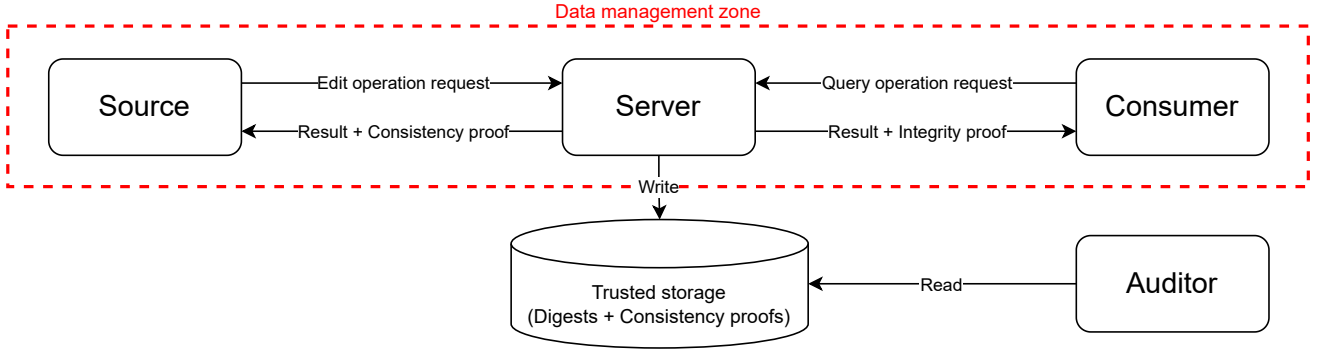 Data management zone
Source
Edit operation request
Result + Consistency proof
Server
Query operation request
Result + Integrity proof
Consumer
Write
Trusted storage
(Digests + Consistency proofs)
Read
Auditor